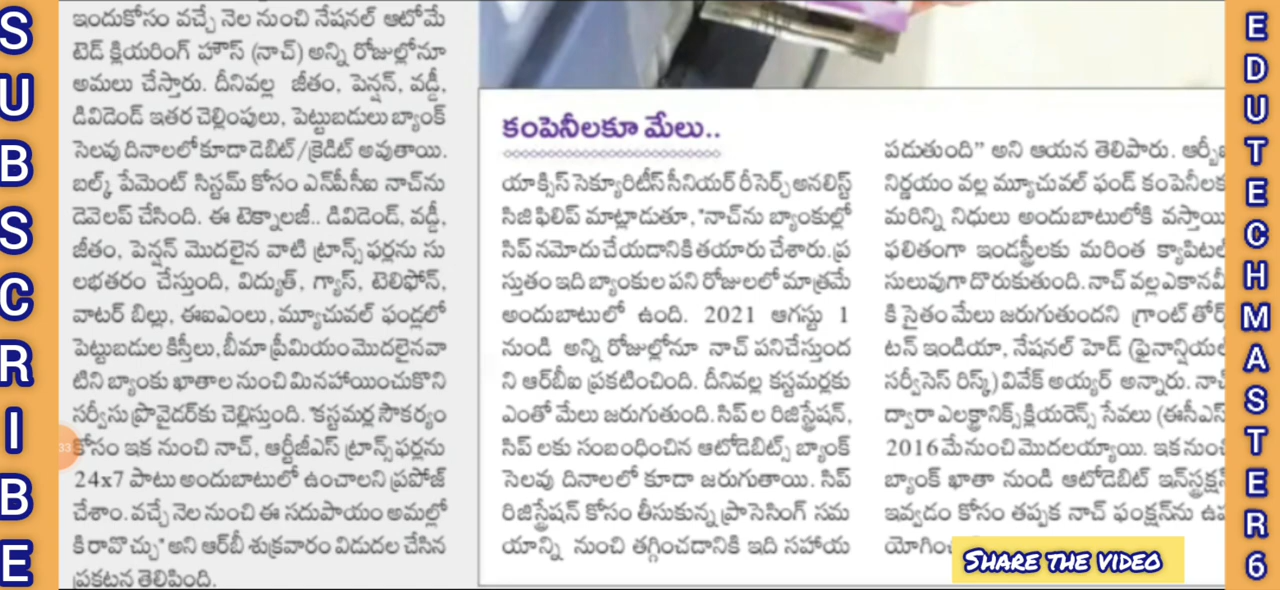 SUBSCRIBE
ఇందుకోసం వచ్చే నెల నుంచి నేషనల్ ఆటోమే
టెడ్ క్లియరింగ్ హౌస్ (నాచ్) అన్ని రోజుల్లోనూ
అమలు చేస్తారు. దీనివల్ల జీతం, పెన్షన్, వడ్డీ,
డివిడెండ్ ఇతర చెల్లింపులు, పెట్టుబడులు బ్యాంక్
సెలవు దినాలలో కూడా డెబిట్/క్రెడిట్ అవుతాయి.
బల్క్ పేమెంట్ సిస్టమ్ కోసం ఎన్‌పీసీఐ నాచ్‌ను
డెవెలప్ చేసింది. ఈ టెక్నాలజీ.. డివిడెండ్, వడ్డీ,
జీతం, పెన్షన్ మొదలైన వాటి ట్రాన్స్ ఫర్లను సు
లభతరం చేస్తుంది, విద్యుత్, గ్యాస్, టెలిఫోన్,
వాటర్ బిల్లు, ఈఐఎంలు, మ్యూచువల్ ఫండ్లలో
పెట్టుబడుల కిస్తీలు, బీమా ప్రీమియం మొదలైనవా
టిని బ్యాంకు ఖాతాల నుంచి మినహాయించుకొని
సర్వీసు ప్రొవైడర్‌కు చెల్లిస్తుంది. "కస్టమర్ల సౌకర్యం
కోసం ఇక నుంచి నాచ్, ఆర్టీజీఎస్ ట్రాన్స్ ఫర్లను
24x7 పాటు అందుబాటులో ఉంచాలని ప్రపోజ్
చేశాం. వచ్చే నెల నుంచి ఈ సదుపాయం అమల్లో
కి రావొచ్చు" అని ఆర్‌బీ శుక్రవారం విడుదల చేసిన
ప్రకటన తెలిపింది.
33
కంపెనీలకూ మేలు..
యాక్సిస్ సెక్యూరిటీస్ సీనియర్ రీసెర్చ్ అనలిస్ట్
సిజి ఫిలిప్ మాట్లాడుతూ, "నాచ్‌ను బ్యాంకుల్లో
సిప్ నమోదు చేయడానికి తయారు చేశారు. ప్ర
స్తుతం ఇది బ్యాంకుల పని రోజులలో మాత్రమే
అందుబాటులో ఉంది. 2021 ఆగస్టు 1
నుండి అన్ని రోజుల్లోనూ నాచ్ పనిచేస్తుంద
ని ఆర్‌బీఐ ప్రకటించింది. దీనివల్ల కస్టమర్లకు
ఎంతో మేలు జరుగుతుంది. సిప్ ల రిజిస్ట్రేషన్,
సిప్ లకు సంబంధించిన ఆటోడెబిట్స్ బ్యాంక్
సెలవు దినాలలో కూడా జరుగుతాయి. సిప్
రిజిస్ట్రేషన్ కోసం తీసుకున్న ప్రాసెసింగ్ సమ
యాన్ని నుంచి తగ్గించడానికి ఇది సహాయ
పడుతుంది" అని ఆయన తెలిపారు.
నిర్ణయం వల్ల మ్యూచువల్ ఫండ్
మరిన్ని నిధులు అందుబాటులోకి
ఫలితంగా ఇండస్ట్రీలకు మరింత
సులువుగా దొరుకుతుంది. నాచ్ వల్ల
కి సైతం మేలు జరుగుతుందని గ్రాంట్
టన్ ఇండియా, నేషనల్ హెడ్
సర్వీసెస్ రిస్క్) వివేక్ అయ్యర్ అన్నారు.
ద్వారా ఎలక్ట్రానిక్స్ క్లియరెన్స్ సేవలు (ఈసీఎస్
2016 మే నుంచి మొదలయ్యాయి.
బ్యాంక్ ఖాతా నుండి ఆటోడెబిట్
ఇవ్వడం కోసం తప్పక నాచ్ ఫంక్షన్‌ను
SHARE THE VIDEO
EDUTECHMASTER6